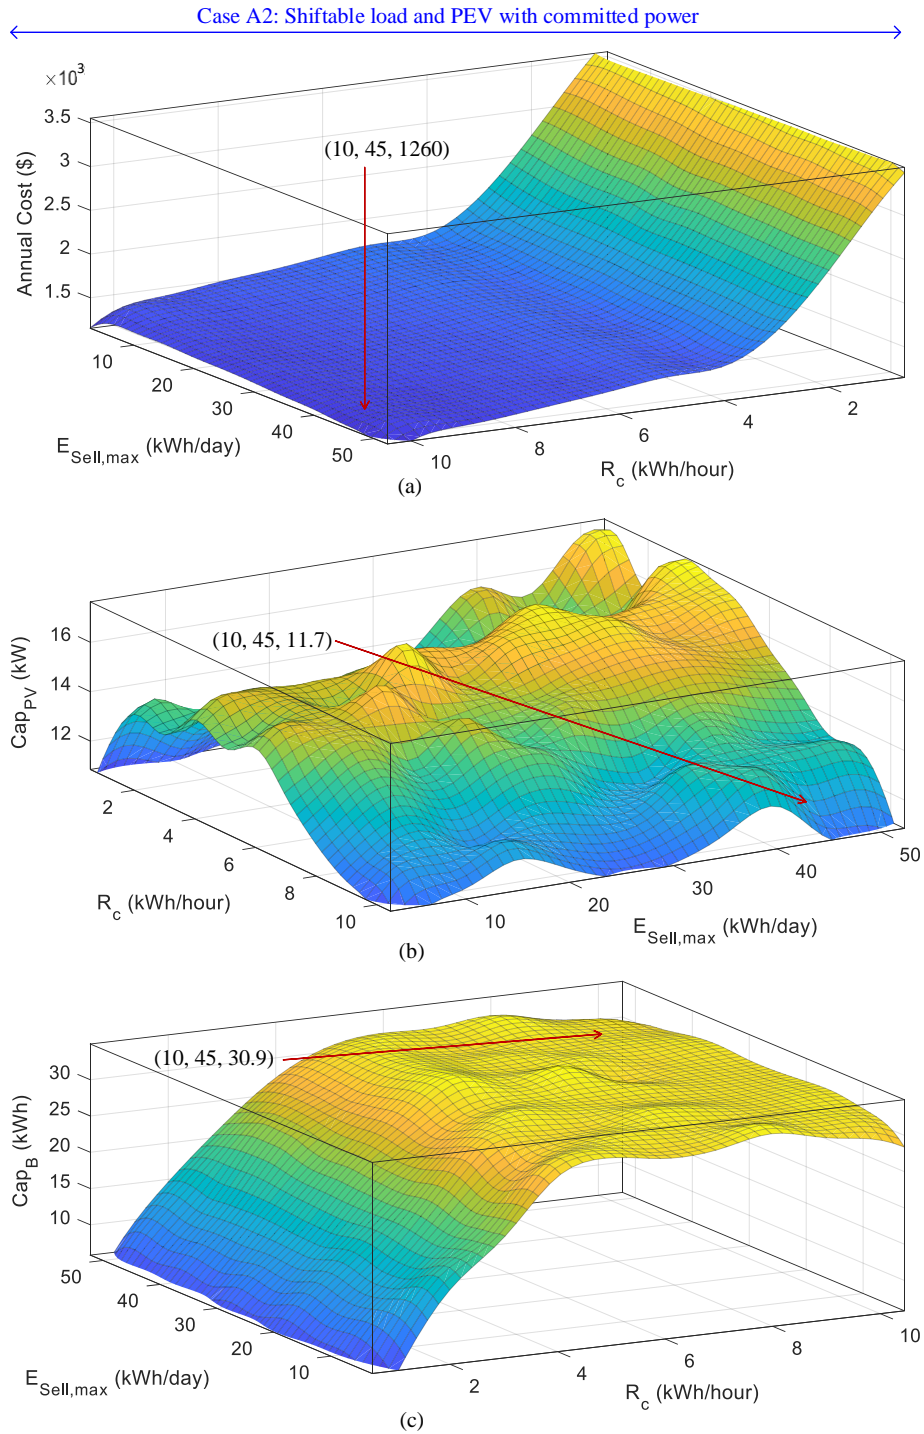 Case A2: Shiftable load and PEV with committed power
×10³
3.5
3
2.5
2
1.5
Annual Cost ($)
(10, 45, 1260)
10
20
30
40
50
E_Sell,max (kWh/day)
10
8
6
4
2
R_c (kWh/hour)
(a)
16
14
12
Cap_PV (kW)
(10, 45, 11.7)
2
4
6
8
10
R_c (kWh/hour)
10
20
30
40
50
E_Sell,max (kWh/day)
(b)
30
25
20
15
10
Cap_B (kWh)
(10, 45, 30.9)
50
40
30
20
10
E_Sell,max (kWh/day)
2
4
6
8
10
R_c (kWh/hour)
(c)